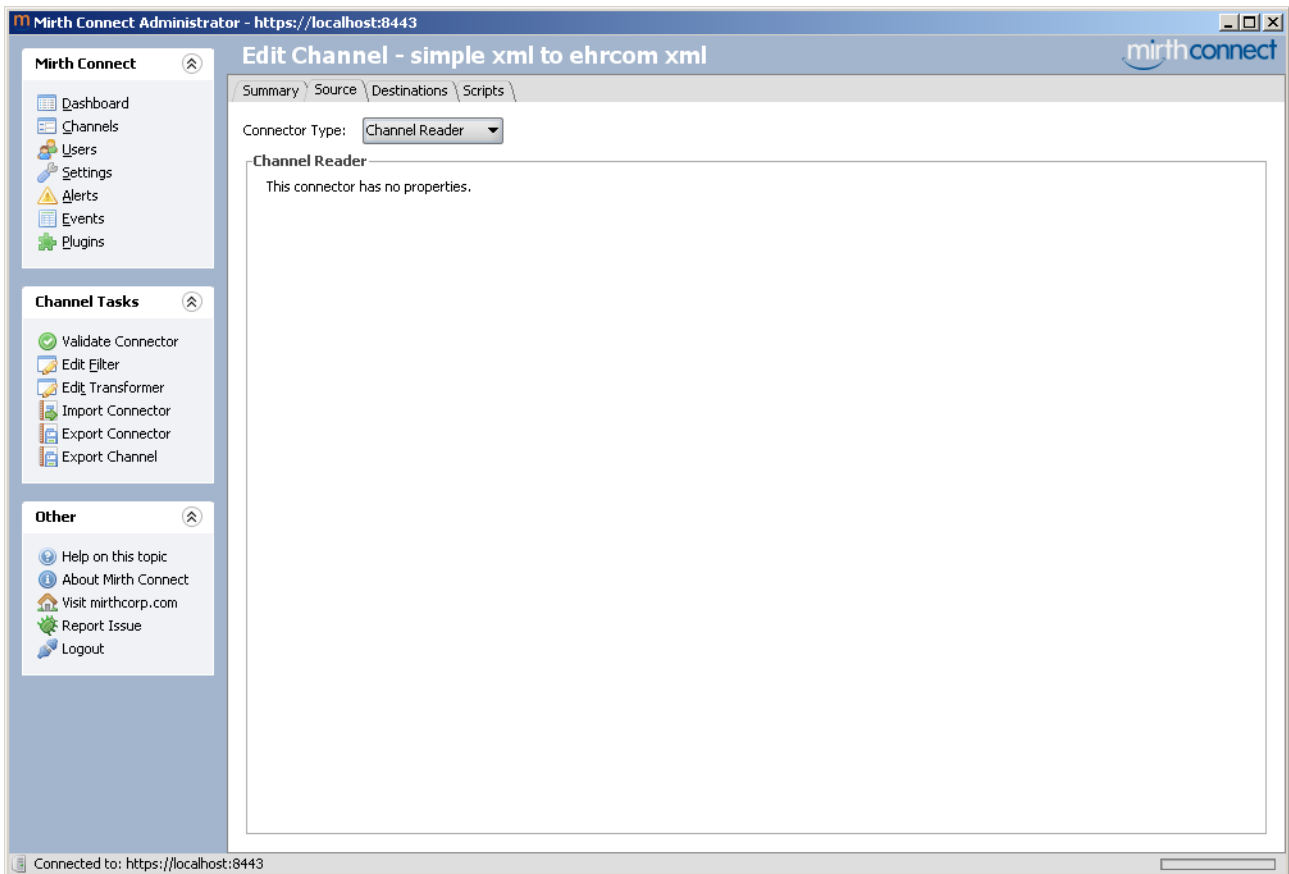 Mirth Connect Administrator - https://localhost:8443
Mirth Connect
Dashboard
Channels
Users
Settings
Alerts
Events
Plugins
Channel Tasks
Validate Connector
Edit Filter
Edit Transformer
Import Connector
Export Connector
Export Channel
Other
Help on this topic
About Mirth Connect
Visit mirthcorp.com
Report Issue
Logout
Edit Channel - simple xml to ehrcom xml
mirthconnect
Summary Source Destinations Scripts
Connector Type: Channel Reader
Channel Reader
This connector has no properties.
Connected to: https://localhost:8443